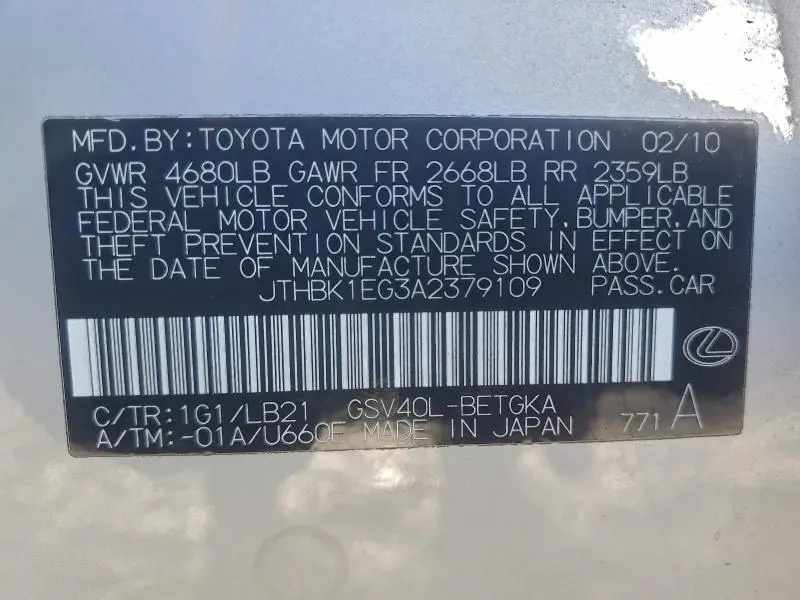 MFD.BY:TOYOTA MOTOR CORPORATION 02/10
GVWR 4680LB GAWR FR 2668LB RR 2359LB
THIS VEHICLE CONFORMS TO ALL APPLICABLE
FEDERAL MOTOR VEHICLE SAFETY,BUMPER,AND
THEFT PREVENTION STANDARDS IN EFFECT ON
THE DATE OF MANUFACTURE SHOWN ABOVE.
JTHBK1EG3A2379109 PASS.CAR
C/TR:1G1/LB21 GSV40L-BETGKA
A/TM:-01A/U660F MADE IN JAPAN 771 A